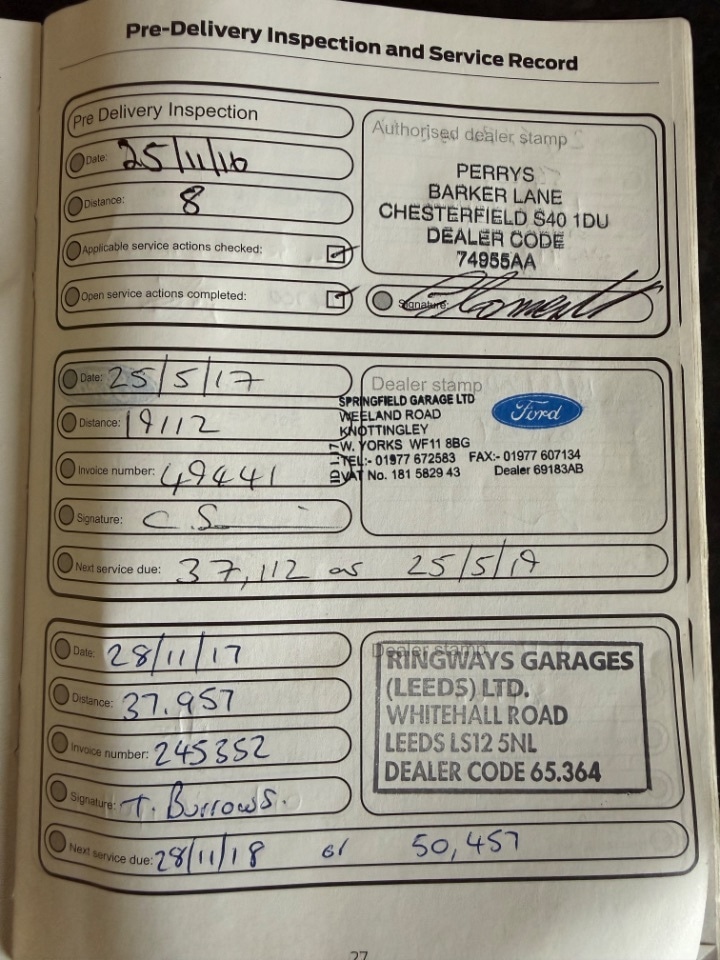 Pre-Delivery Inspection and Service Record
Pre Delivery Inspection
Date: 25/11/16
Distance: 8
Applicable service actions checked:
Open service actions completed:
Authorised dealer stamp
PERRYS
BARKER LANE
CHESTERFIELD S40 1DU
DEALER CODE
74955AA
Signature:
Date: 25/5/17
Distance: 19112
Invoice number: 49441
Signature: C.S
Next service due: 37,112 or 25/5/19
Dealer stamp
SPRINGFIELD GARAGE LTD
WEELAND ROAD
KNOTTINGLEY
W. YORKS WF11 8BG
TEL:- 01977 672583 FAX:- 01977 607134
VAT No. 181 5829 43 Dealer 69183AB
Ford
Date: 28/11/17
Distance: 37.957
Invoice number: 245352
Signature: T. Burrows.
Next service due: 28/11/18 or 50,457
Dealer stamp
RINGWAYS GARAGES
(LEEDS) LTD.
WHITEHALL ROAD
LEEDS LS12 5NL
DEALER CODE 65.364
27